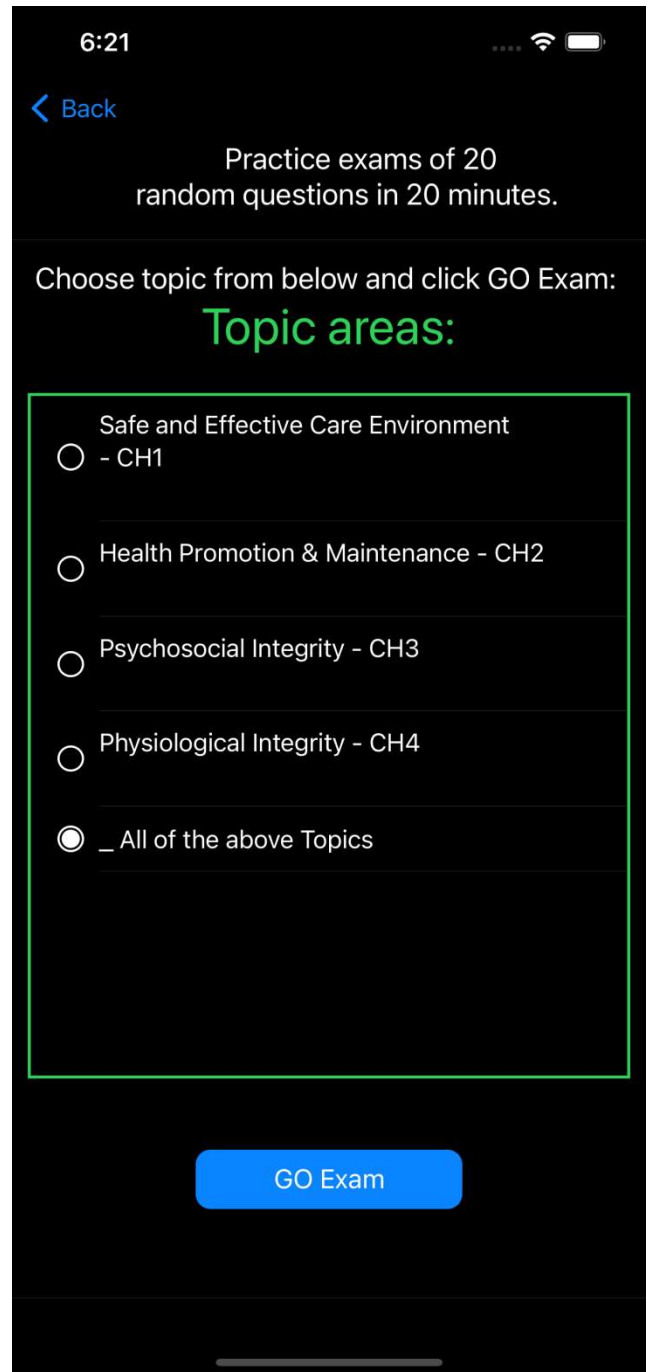 6:21
Back
Practice exams of 20
random questions in 20 minutes.
Choose topic from below and click GO Exam:
Topic areas:
Safe and Effective Care Environment
- CH1
Health Promotion & Maintenance - CH2
Psychosocial Integrity - CH3
Physiological Integrity - CH4
_ All of the above Topics
GO Exam